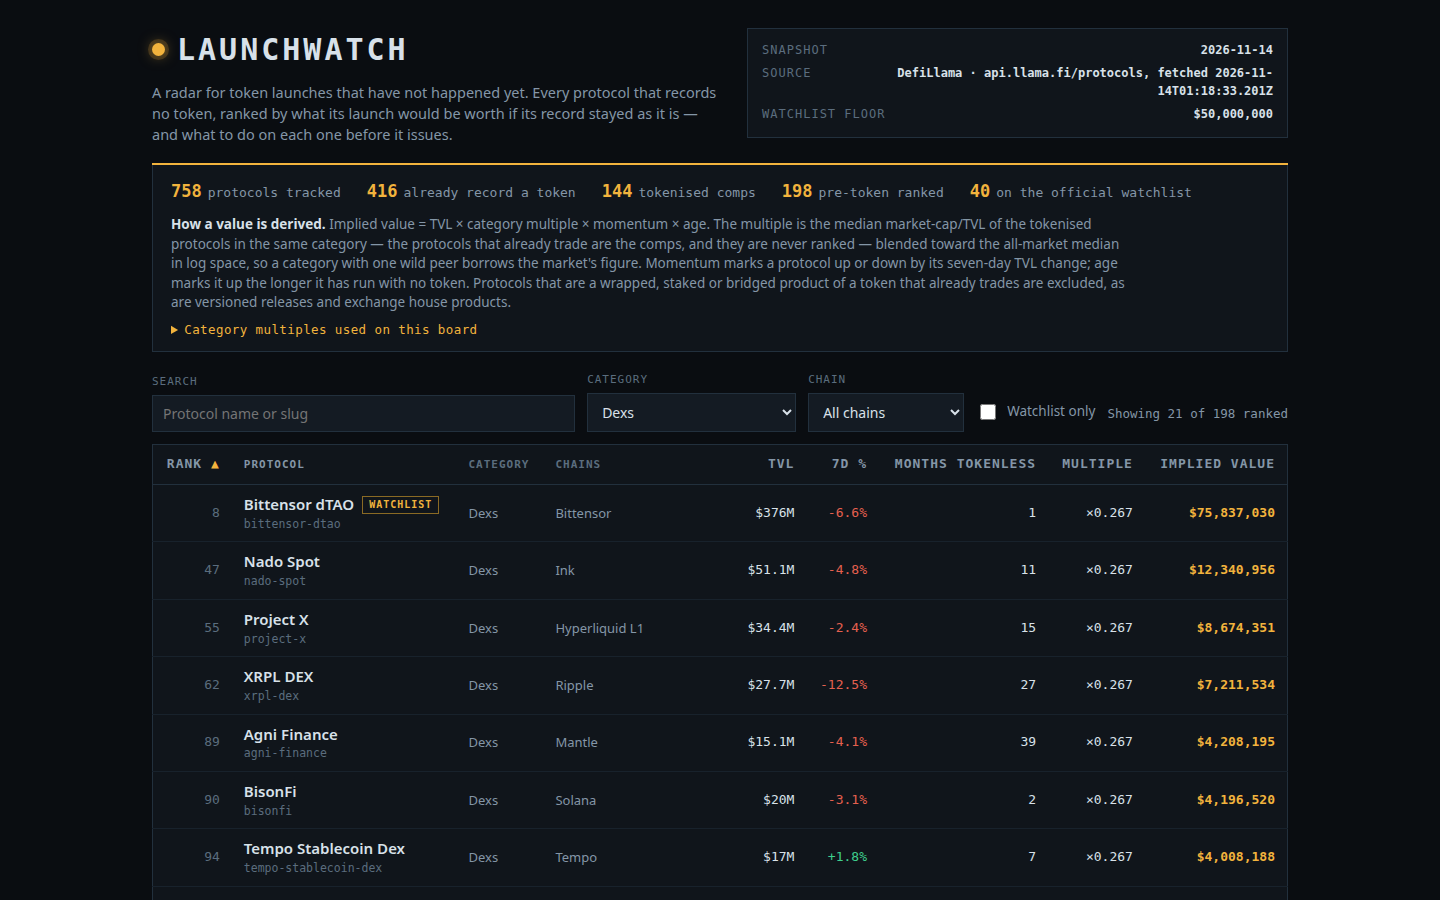 LAUNCHWATCH
A radar for token launches that have not happened yet. Every protocol that records
no token, ranked by what its launch would be worth if its record stayed as it is —
and what to do on each one before it issues.
SNAPSHOT 2026-11-14
SOURCE DefiLlama · api.llama.fi/protocols, fetched 2026-11-
14T01:18:33.201Z
WATCHLIST FLOOR $50,000,000
758 protocols tracked 416 already record a token 144 tokenised comps 198 pre-token ranked 40 on the official watchlist
How a value is derived. Implied value = TVL × category multiple × momentum × age. The multiple is the median market-cap/TVL of the tokenised
protocols in the same category — the protocols that already trade are the comps, and they are never ranked — blended toward the all-market median
in log space, so a category with one wild peer borrows the market's figure. Momentum marks a protocol up or down by its seven-day TVL change; age
marks it up the longer it has run with no token. Protocols that are a wrapped, staked or bridged product of a token that already trades are excluded, as
are versioned releases and exchange house products.
▶ Category multiples used on this board
SEARCH CATEGORY CHAIN
Protocol name or slug Dexs All chains Watchlist only Showing 21 of 198 ranked
RANK ▲ PROTOCOL CATEGORY CHAINS TVL 7D % MONTHS TOKENLESS MULTIPLE IMPLIED VALUE
8 Bittensor dTAO WATCHLIST Dexs Bittensor $376M -6.6% 1 ×0.267 $75,837,030
bittensor-dtao
47 Nado Spot Dexs Ink $51.1M -4.8% 11 ×0.267 $12,340,956
nado-spot
55 Project X Dexs Hyperliquid L1 $34.4M -2.4% 15 ×0.267 $8,674,351
project-x
62 XRPL DEX Dexs Ripple $27.7M -12.5% 27 ×0.267 $7,211,534
xrpl-dex
89 Agni Finance Dexs Mantle $15.1M -4.1% 39 ×0.267 $4,208,195
agni-finance
90 BisonFi Dexs Solana $20M -3.1% 2 ×0.267 $4,196,520
bisonfi
94 Tempo Stablecoin Dex Dexs Tempo $17M +1.8% 7 ×0.267 $4,008,188
tempo-stablecoin-dex